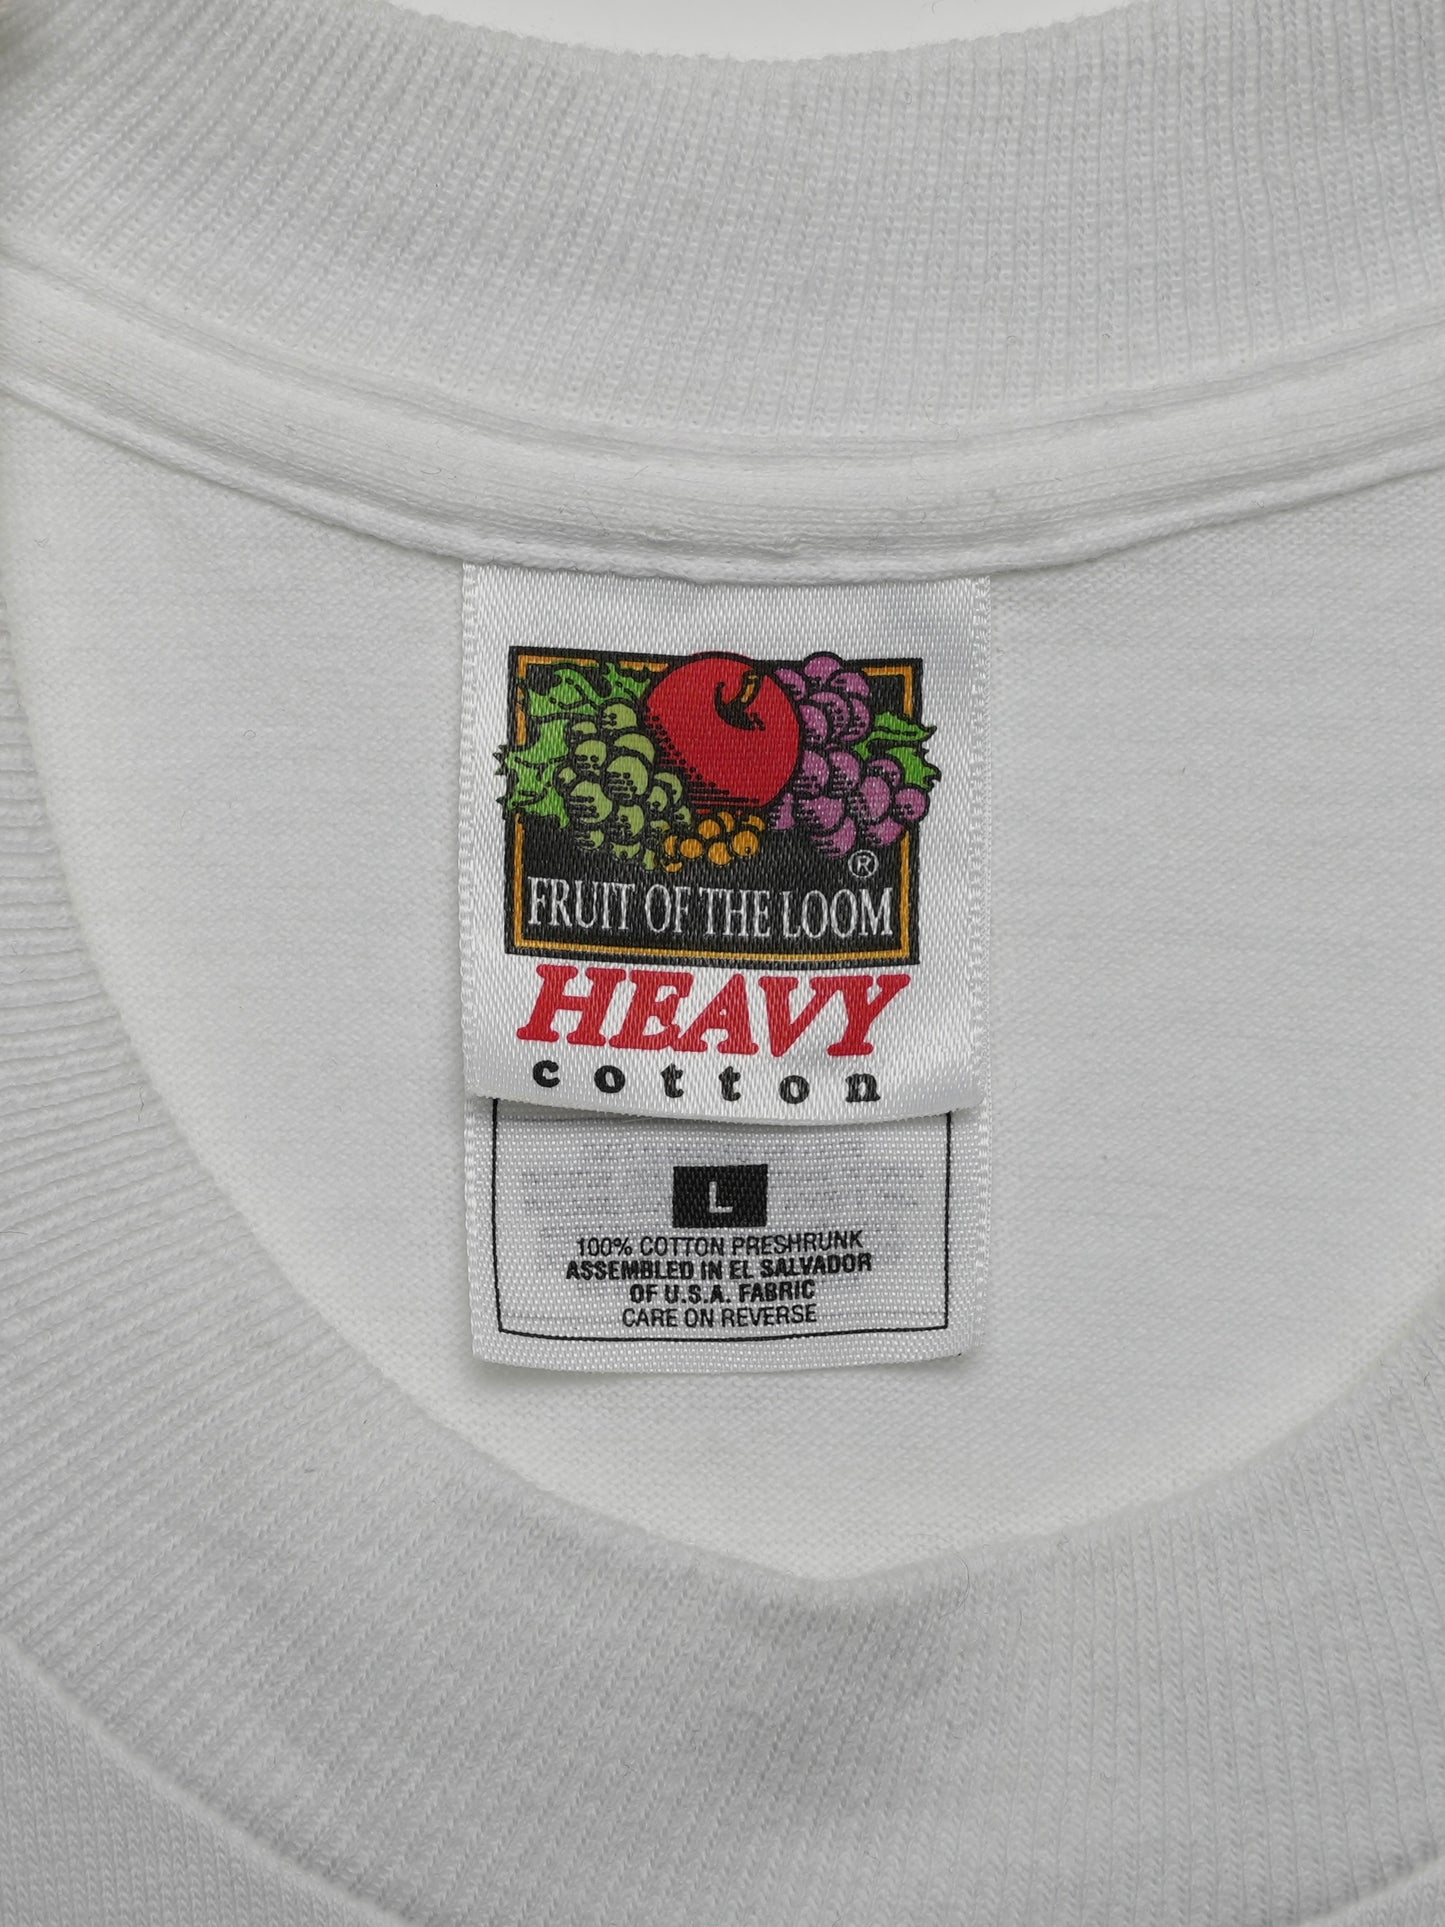 ®
FRUIT OF THE LOOM
HEAVY
cotton
L
100% COTTON PRESHRUNK
ASSEMBLED IN EL SALVADOR
OF U.S.A. FABRIC
CARE ON REVERSE